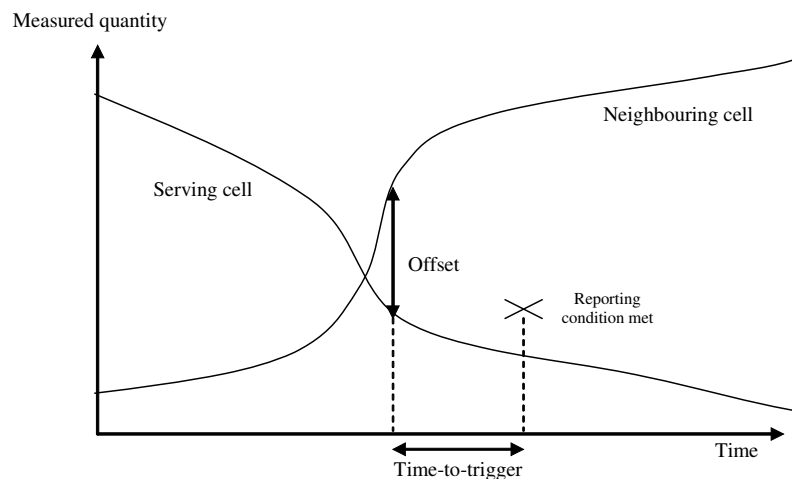 Measured quantity
Neighbouring cell
Serving cell
Offset
Reporting
condition met
Time
Time-to-trigger